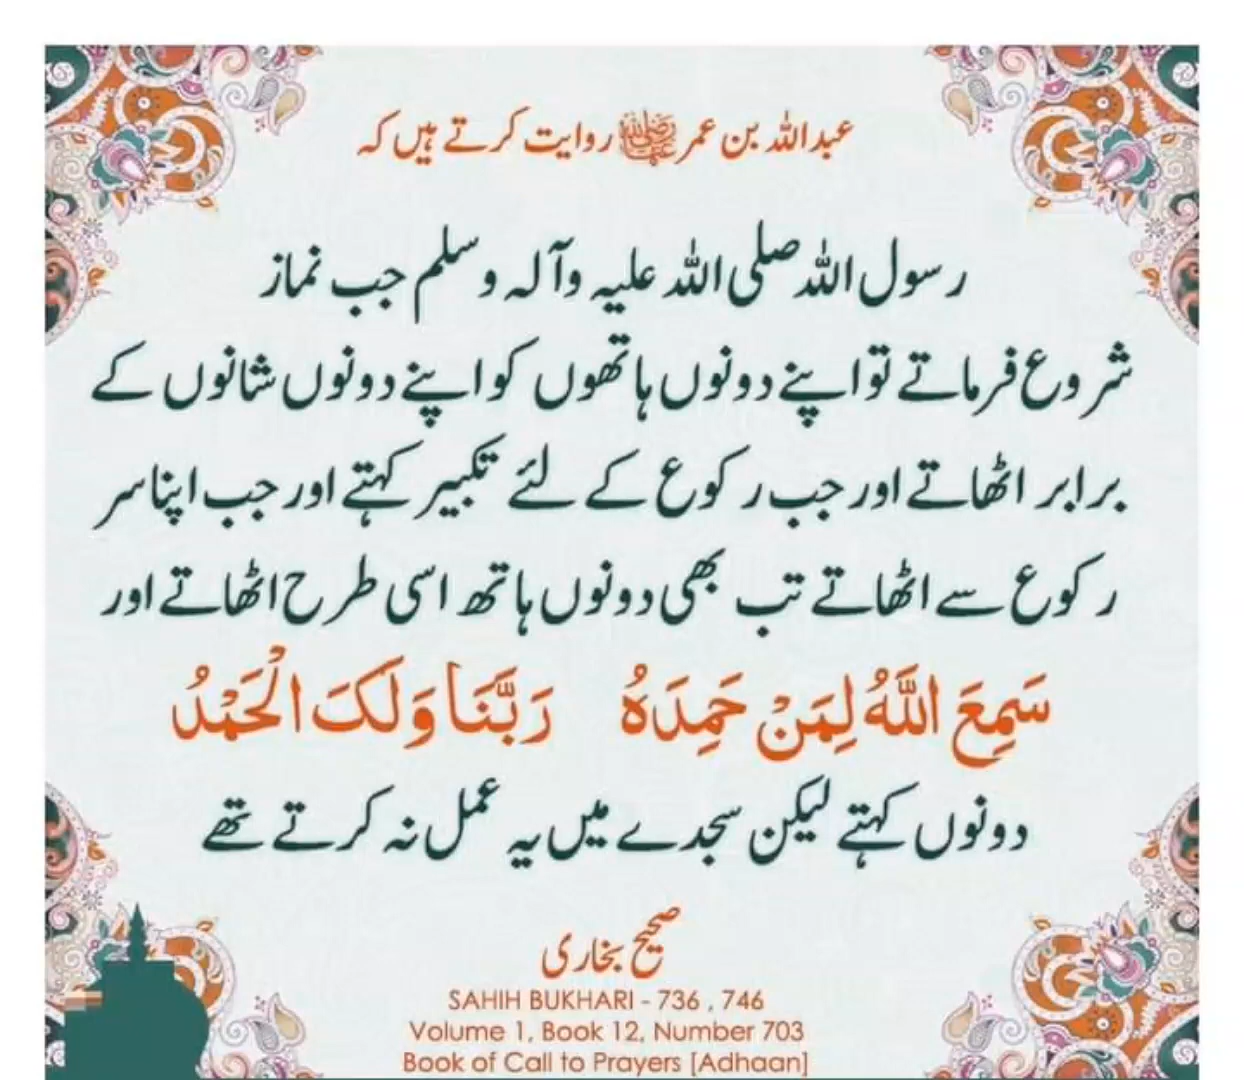 عبداللہ بن عمر رضی اللہ عنہ روایت کرتے ہیں کہ
رسول اللہ صلی اللہ علیہ وآلہ وسلم جب نماز
شروع فرماتے تو اپنے دونوں ہاتھوں کو اپنے دونوں شانوں کے
برابر اٹھاتے اور جب رکوع کے لئے تکبیر کہتے اور جب اپنا سر
رکوع سے اٹھاتے تب بھی دونوں ہاتھ اسی طرح اٹھاتے اور
سَمِعَ اللَّهُ لِمَنْ حَمِدَهُ رَبَّنَا وَلَكَ الْحَمْدُ
دونوں کہتے لیکن سجدے میں یہ عمل نہ کرتے تھے
صحیح بخاری
SAHIH BUKHARI - 736 , 746
Volume 1, Book 12, Number 703
Book of Call to Prayers [Adhaan]